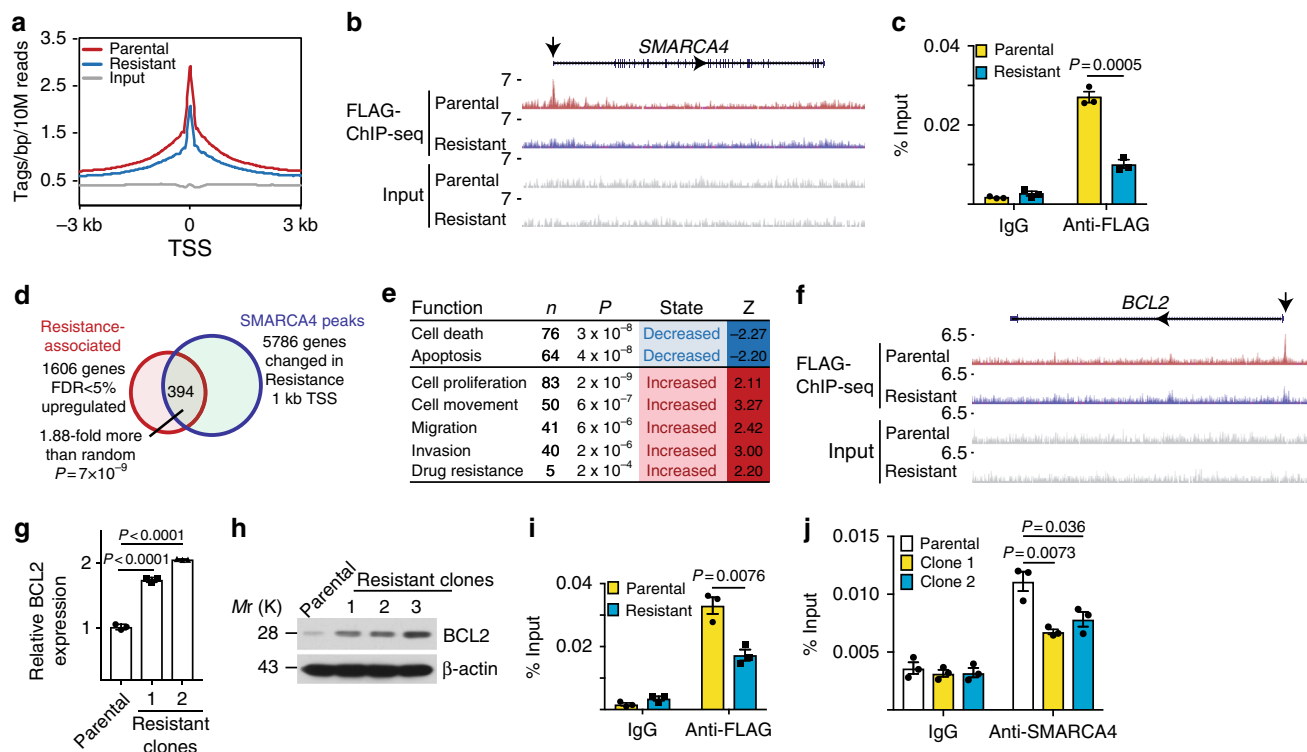 a
3.5
2.5
1.5
0.5
Tags/bp/10M reads
Parental
Resistant
Input
–3 kb
0
3 kb
TSS
b
SMARCA4
7
FLAG-
ChIP-seq
Parental
7
Resistant
7
Input
Parental
7
Resistant
c
0.04
0.02
% Input
Parental
Resistant
P = 0.0005
IgG
Anti-FLAG
d
Resistance-
associated
1606 genes
FDR<5%
upregulated
394
SMARCA4 peaks
5786 genes
changed in
Resistance
1 kb TSS
1.88-fold more
than random
P = 7×10⁻⁹
e
Function n P State Z
Cell death 76 3 x 10⁻⁸ Decreased –2.27
Apoptosis 64 4 x 10⁻⁸ Decreased –2.20
Cell proliferation 83 2 x 10⁻⁹ Increased 2.11
Cell movement 50 6 x 10⁻⁷ Increased 3.27
Migration 41 6 x 10⁻⁶ Increased 2.42
Invasion 40 2 x 10⁻⁶ Increased 3.00
Drug resistance 5 2 x 10⁻⁴ Increased 2.20
f
BCL2
6.5
FLAG-
ChIP-seq
Parental
6.5
Resistant
6.5
Input
Parental
6.5
Resistant
g
P < 0.0001
P < 0.0001
2
1
0
Relative BCL2
expression
Parental
1
2
Resistant
clones
h
Parental
Resistant clones
Mr (K)
1 2 3
28
BCL2
43
β-actin
i
0.04
0.02
% Input
Parental
Resistant
P = 0.0076
IgG
Anti-FLAG
j
0.015
0.010
0.005
% Input
Parental
Clone 1
Clone 2
P = 0.036
P = 0.0073
IgG
Anti-SMARCA4